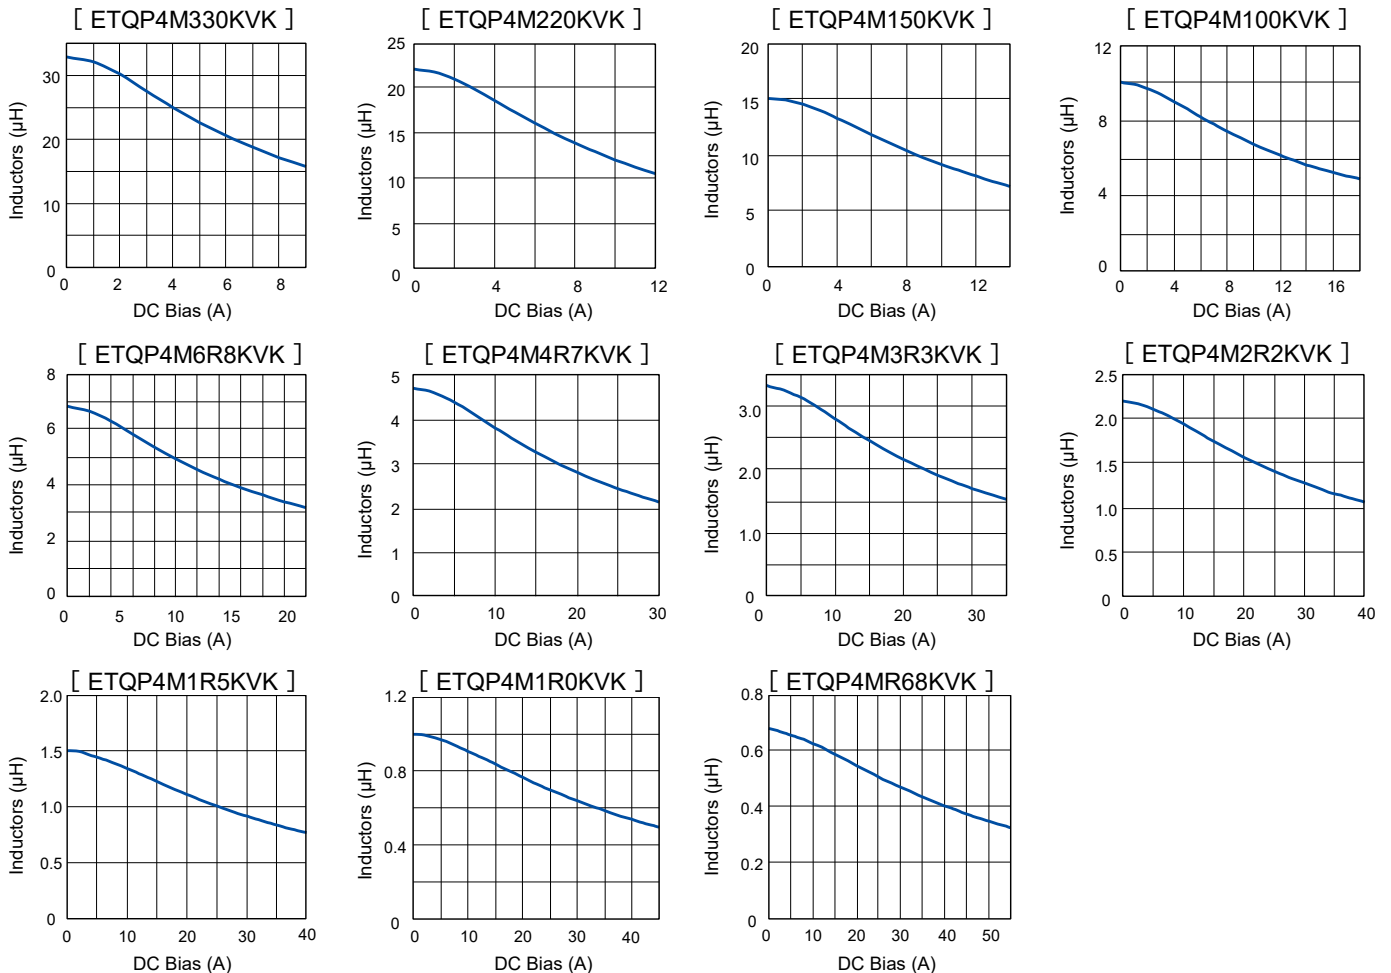 [ ETQP4M330KVK ]
30
20
10
0
0 2 4 6 8
Inductors (μH)
DC Bias (A)
[ ETQP4M220KVK ]
25
20
15
10
5
0
0 4 8 12
Inductors (μH)
DC Bias (A)
[ ETQP4M150KVK ]
20
15
10
5
0
0 4 8 12
Inductors (μH)
DC Bias (A)
[ ETQP4M100KVK ]
12
8
4
0
0 4 8 12 16
Inductors (μH)
DC Bias (A)
[ ETQP4M6R8KVK ]
8
6
4
2
0
0 5 10 15 20
Inductors (μH)
DC Bias (A)
[ ETQP4M4R7KVK ]
5
4
3
2
1
0
0 10 20 30
Inductors (μH)
DC Bias (A)
[ ETQP4M3R3KVK ]
3.0
2.0
1.0
0
0 10 20 30
Inductors (μH)
DC Bias (A)
[ ETQP4M2R2KVK ]
2.5
2.0
1.5
1.0
0.5
0
0 10 20 30 40
Inductors (μH)
DC Bias (A)
[ ETQP4M1R5KVK ]
2.0
1.5
1.0
0.5
0
0 10 20 30 40
Inductors (μH)
DC Bias (A)
[ ETQP4M1R0KVK ]
1.2
0.8
0.4
0
0 10 20 30 40
Inductors (μH)
DC Bias (A)
[ ETQP4MR68KVK ]
0.8
0.6
0.4
0.2
0
0 10 20 30 40 50
Inductors (μH)
DC Bias (A)